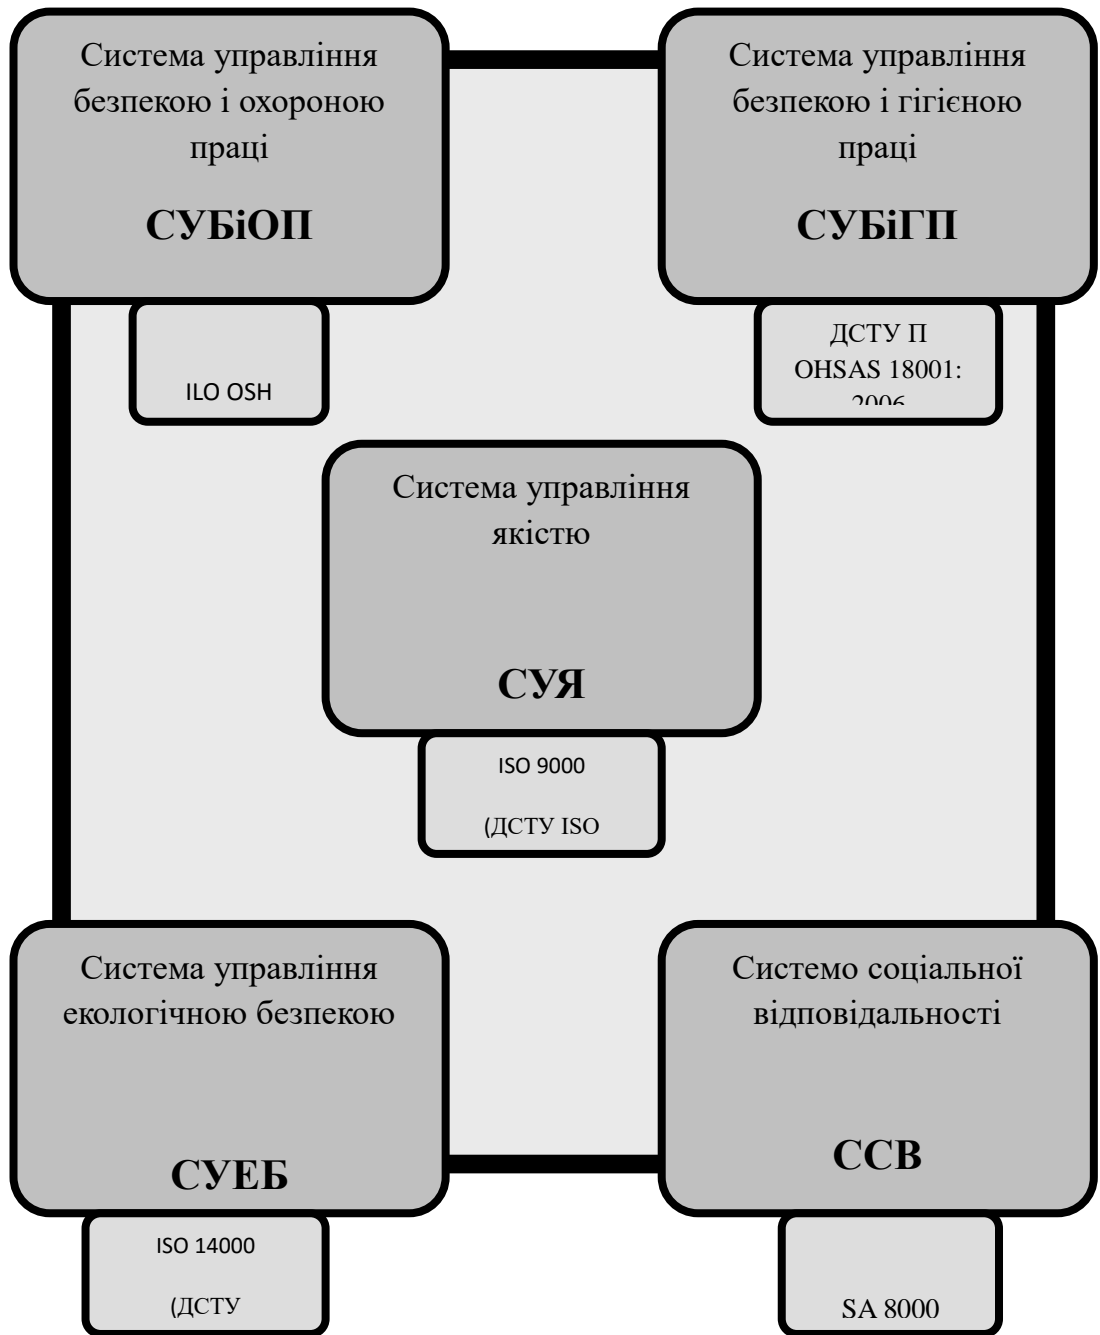 Система управління
безпекою і охороною
праці
СУБіОП
ILO OSH
Система управління
безпекою і гігієною
праці
СУБіГП
ДСТУ П
OHSAS 18001:
2006
Система управління
якістю
СУЯ
ISO 9000
(ДСТУ ISO
Система управління
екологічною безпекою
СУЕБ
ISO 14000
(ДСТУ
Системо соціальної
відповідальності
ССВ
SA 8000